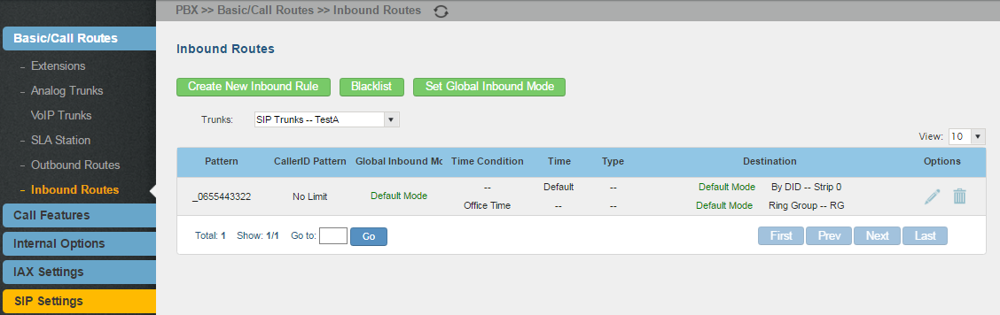 PBX >> Basic/Call Routes >> Inbound Routes
Basic/Call Routes
– Extensions
– Analog Trunks
VoIP Trunks
– SLA Station
– Outbound Routes
– Inbound Routes
Call Features
Internal Options
IAX Settings
SIP Settings
Inbound Routes
Create New Inbound Rule Blacklist Set Global Inbound Mode
Trunks: SIP Trunks -- TestA
View: 10
Pattern CallerID Pattern Global Inbound Mo Time Condition Time Type Destination Options
_0655443322 No Limit Default Mode
-- Default -- Default Mode By DID -- Strip 0
Office Time -- -- Default Mode Ring Group -- RG
Total: 1 Show: 1/1 Go to: Go First Prev Next Last